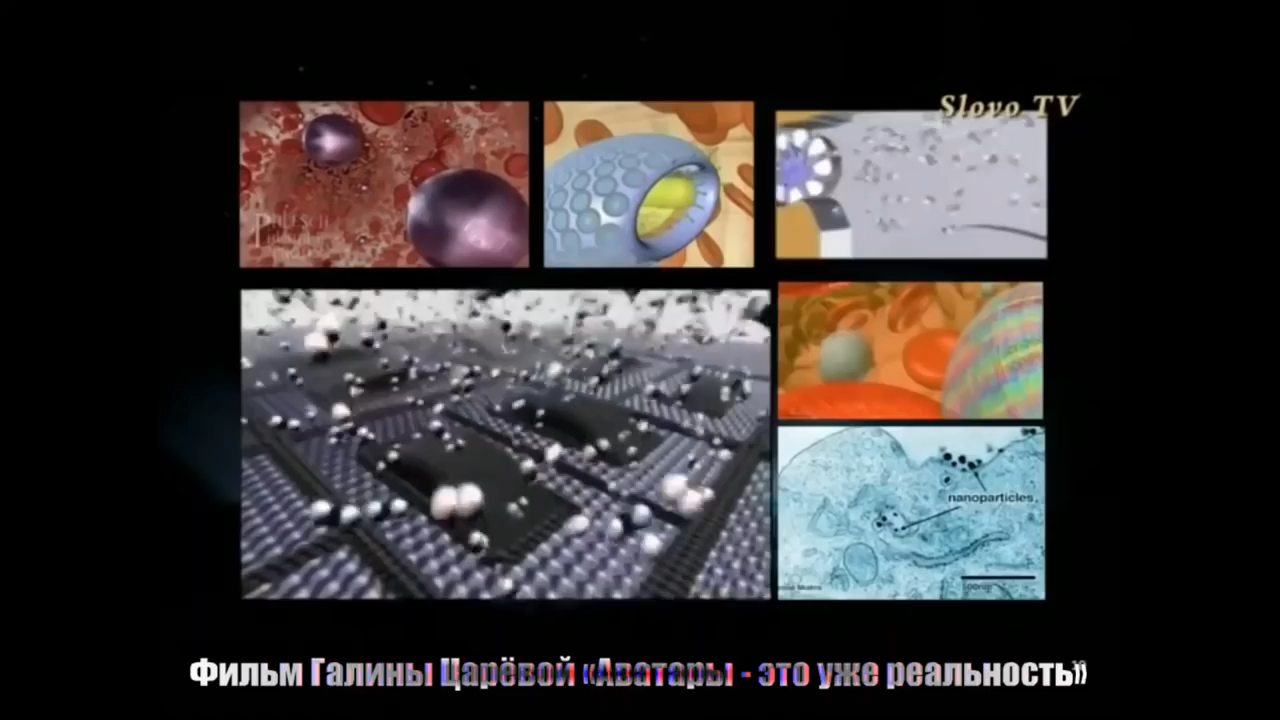 Slovo TV
nanoparticles
Фильм Галины Царёвой «Аватары - это уже реальность»